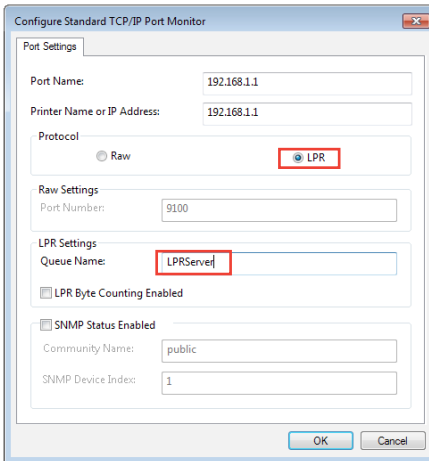 Configure Standard TCP/IP Port Monitor
Port Settings
Port Name: 192.168.1.1
Printer Name or IP Address: 192.168.1.1
Protocol
Raw LPR
Raw Settings
Port Number: 9100
LPR Settings
Queue Name: LPRServer
LPR Byte Counting Enabled
SNMP Status Enabled
Community Name: public
SNMP Device Index: 1
OK Cancel